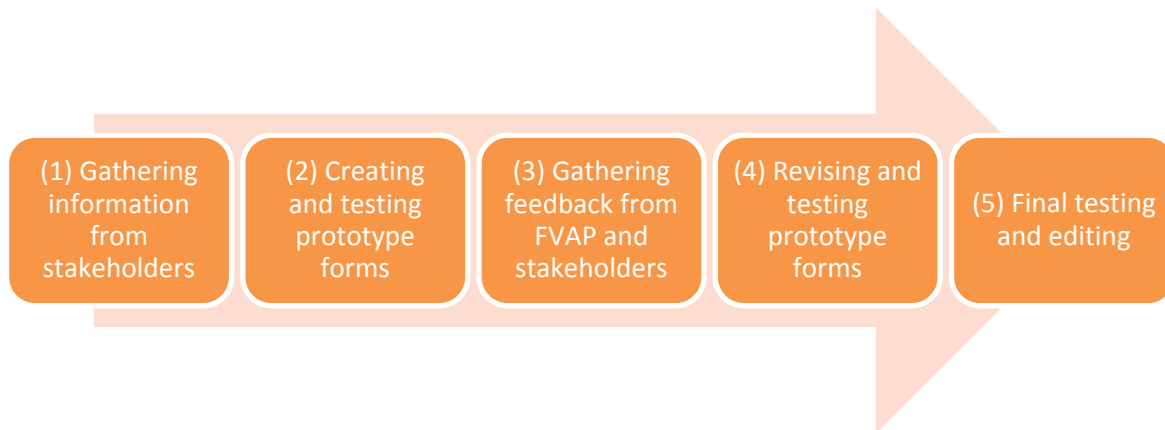 (1) Gathering
information
from
stakeholders
(2) Creating
and testing
prototype
forms
(3) Gathering
feedback from
FVAP and
stakeholders
(4) Revising and
testing
prototype
forms
(5) Final testing
and editing